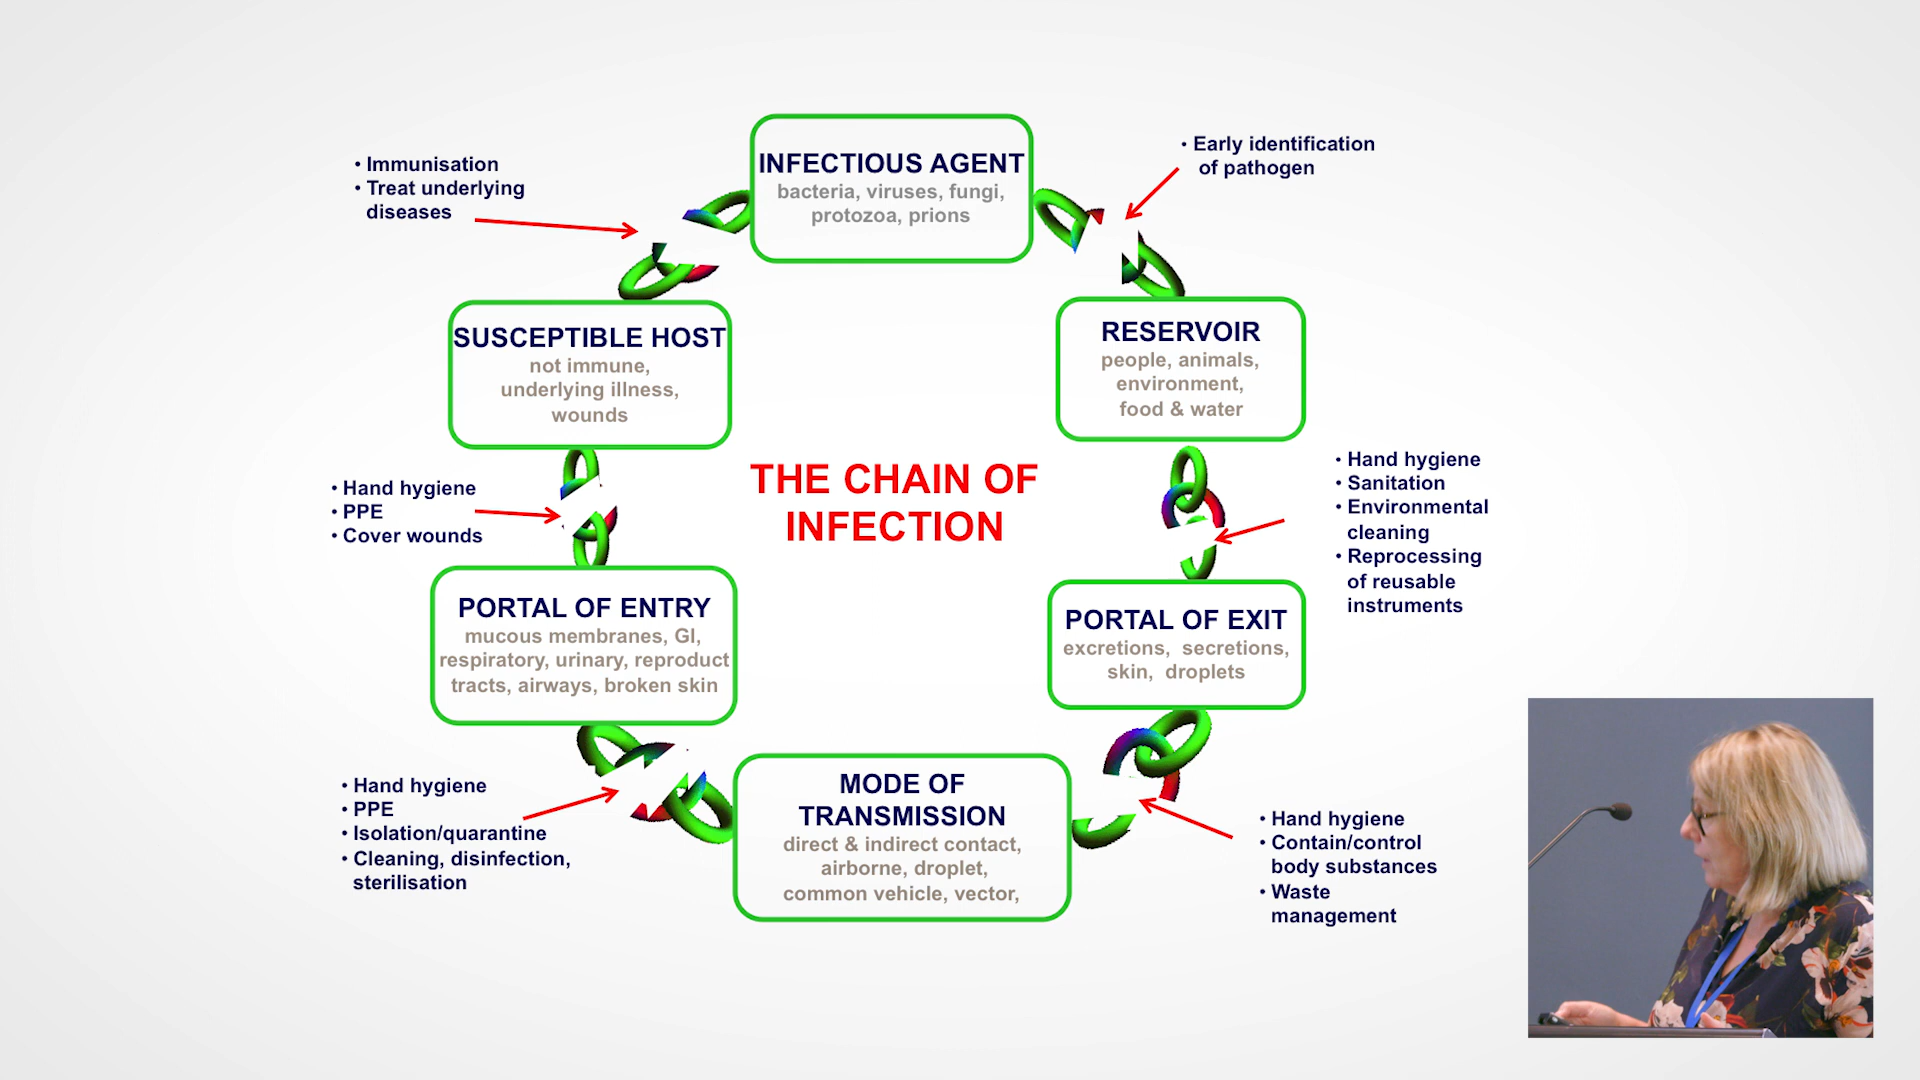 INFECTIOUS AGENT
bacteria, viruses, fungi,
protozoa, prions
• Early identification
of pathogen
RESERVOIR
people, animals,
environment,
food & water
• Hand hygiene
• Sanitation
• Environmental
cleaning
• Reprocessing
of reusable
instruments
PORTAL OF EXIT
excretions, secretions,
skin, droplets
• Hand hygiene
• Contain/control
body substances
• Waste
management
MODE OF
TRANSMISSION
direct & indirect contact,
airborne, droplet,
common vehicle, vector,
• Hand hygiene
• PPE
• Isolation/quarantine
• Cleaning, disinfection,
sterilisation
PORTAL OF ENTRY
mucous membranes, GI,
respiratory, urinary, reproduct
tracts, airways, broken skin
• Hand hygiene
• PPE
• Cover wounds
SUSCEPTIBLE HOST
not immune,
underlying illness,
wounds
• Immunisation
• Treat underlying
diseases
THE CHAIN OF
INFECTION